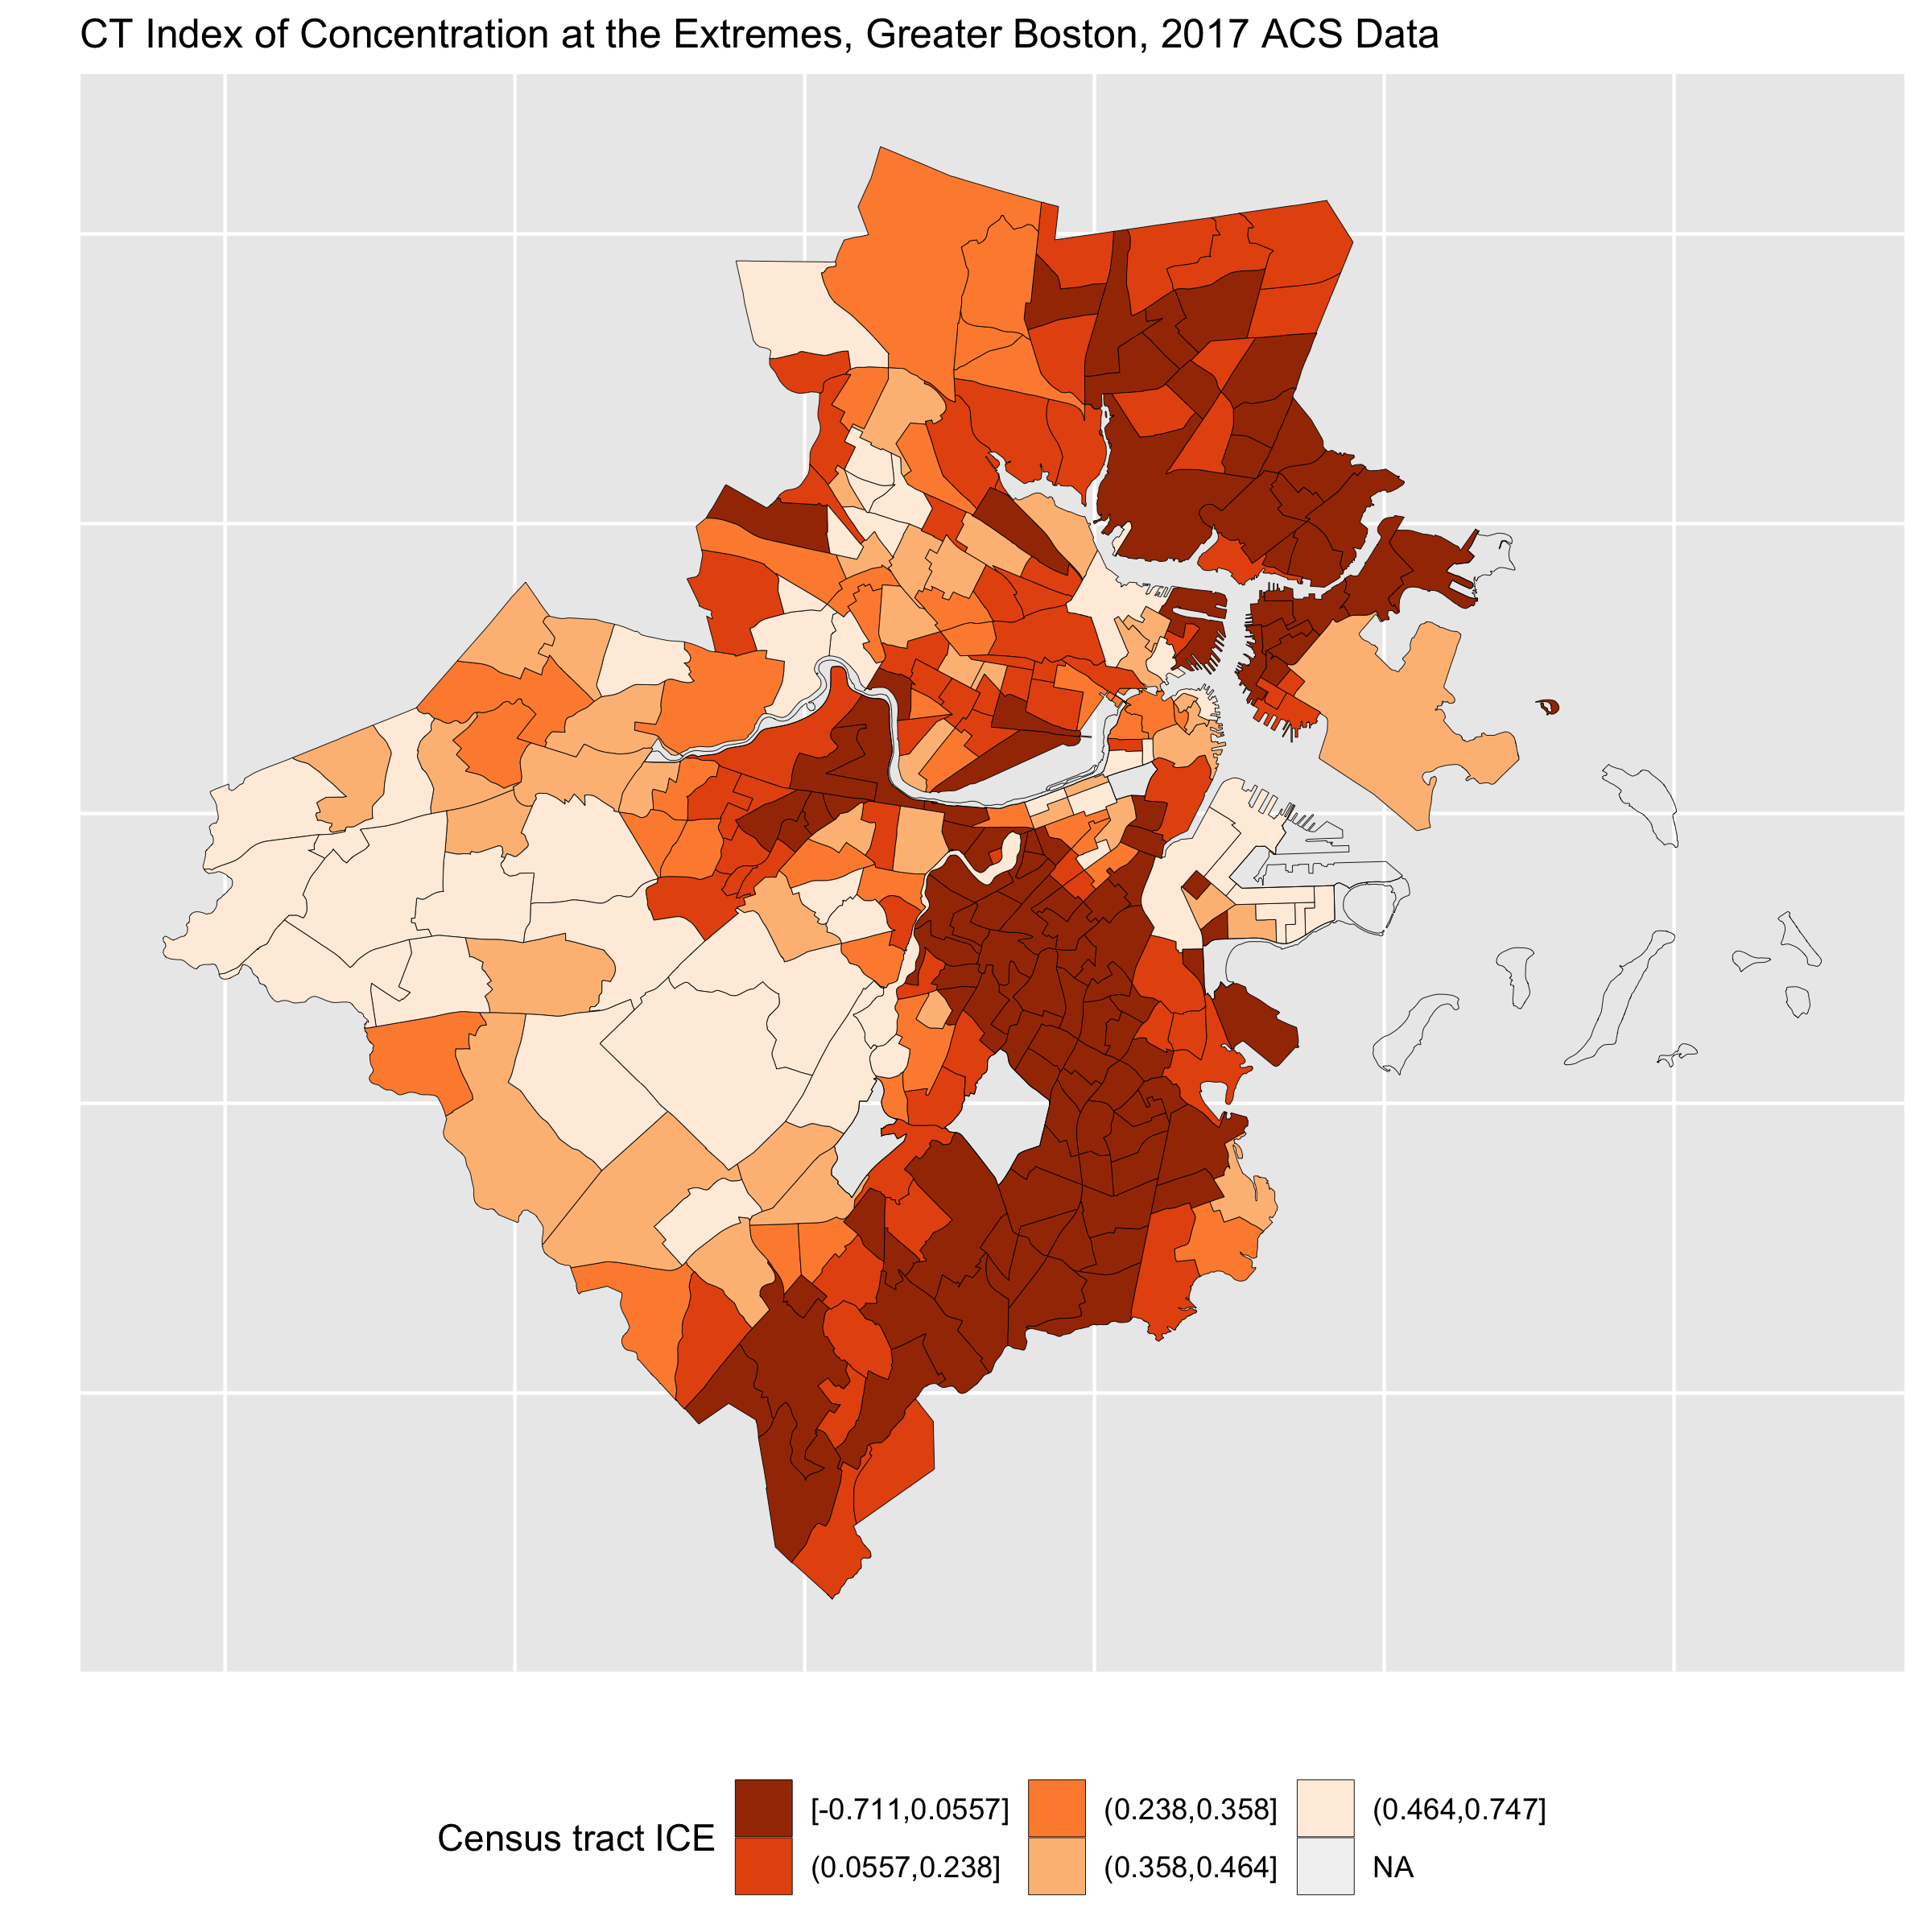 CT Index of Concentration at the Extremes, Greater Boston, 2017 ACS Data
Census tract ICE
[-0.711,0.0557]
(0.0557,0.238]
(0.238,0.358]
(0.358,0.464]
(0.464,0.747]
NA